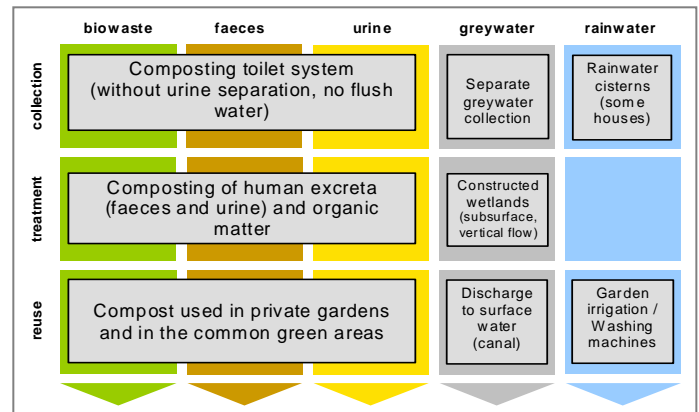 biowaste faeces urine greywater rainwater
collection
Composting toilet system
(without urine separation, no flush
water)
Separate
greywater
collection
Rainwater
cisterns
(some
houses)
treatment
Composting of human excreta
(faeces and urine) and organic
matter
Constructed
wetlands
(subsurface,
vertical flow)
reuse
Compost used in private gardens
and in the common green areas
Discharge
to surface
water
(canal)
Garden
irrigation /
Washing
machines